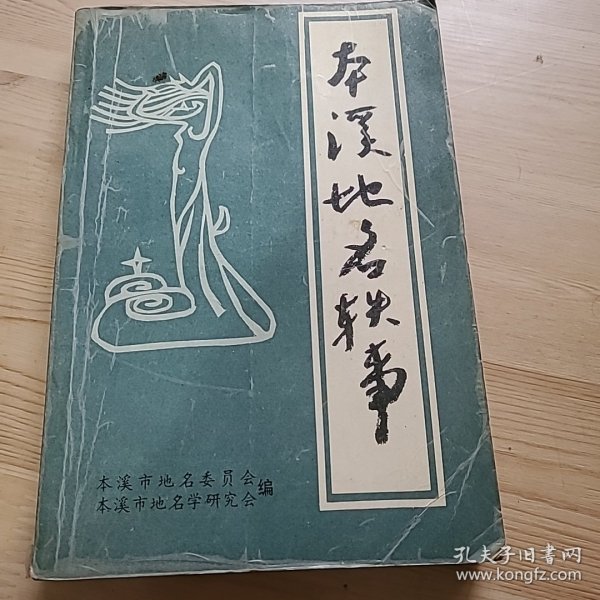 本溪地名轶事
本溪市地名委员会
本溪市地名学研究会
编
孔夫子旧书网
www.kongfz.com